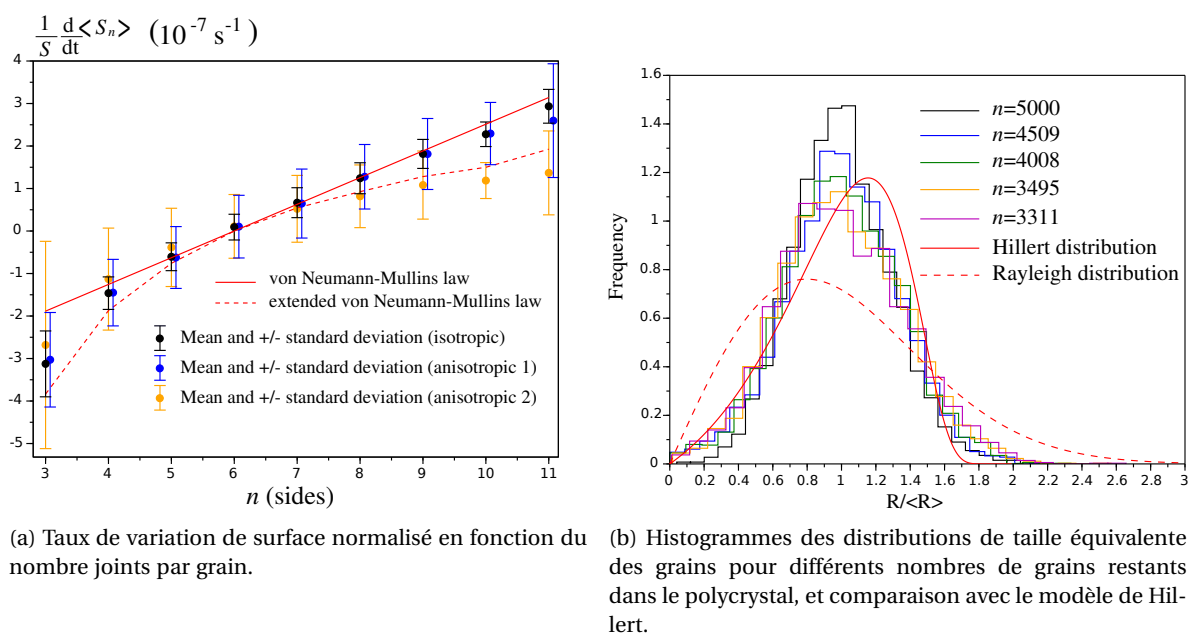 1/S d/dt <Sₙ> (10⁻⁷ s⁻¹)
4
3
2
1
0
-1
-2
-3
-4
-5
von Neumann-Mullins law
extended von Neumann-Mullins law
Mean and +/- standard deviation (isotropic)
Mean and +/- standard deviation (anisotropic 1)
Mean and +/- standard deviation (anisotropic 2)
3 4 5 6 7 8 9 10 11
n (sides)
(a) Taux de variation de surface normalisé en fonction du
nombre joints par grain.
1.6
1.4
1.2
1
0.8
0.6
0.4
0.2
0
Frequency
n=5000
n=4509
n=4008
n=3495
n=3311
Hillert distribution
Rayleigh distribution
0 0.2 0.4 0.6 0.8 1 1.2 1.4 1.6 1.8 2 2.2 2.4 2.6 2.8 3
R/<R>
(b) Histogrammes des distributions de taille équivalente
des grains pour différents nombres de grains restants
dans le polycrystal, et comparaison avec le modèle de Hil-
lert.